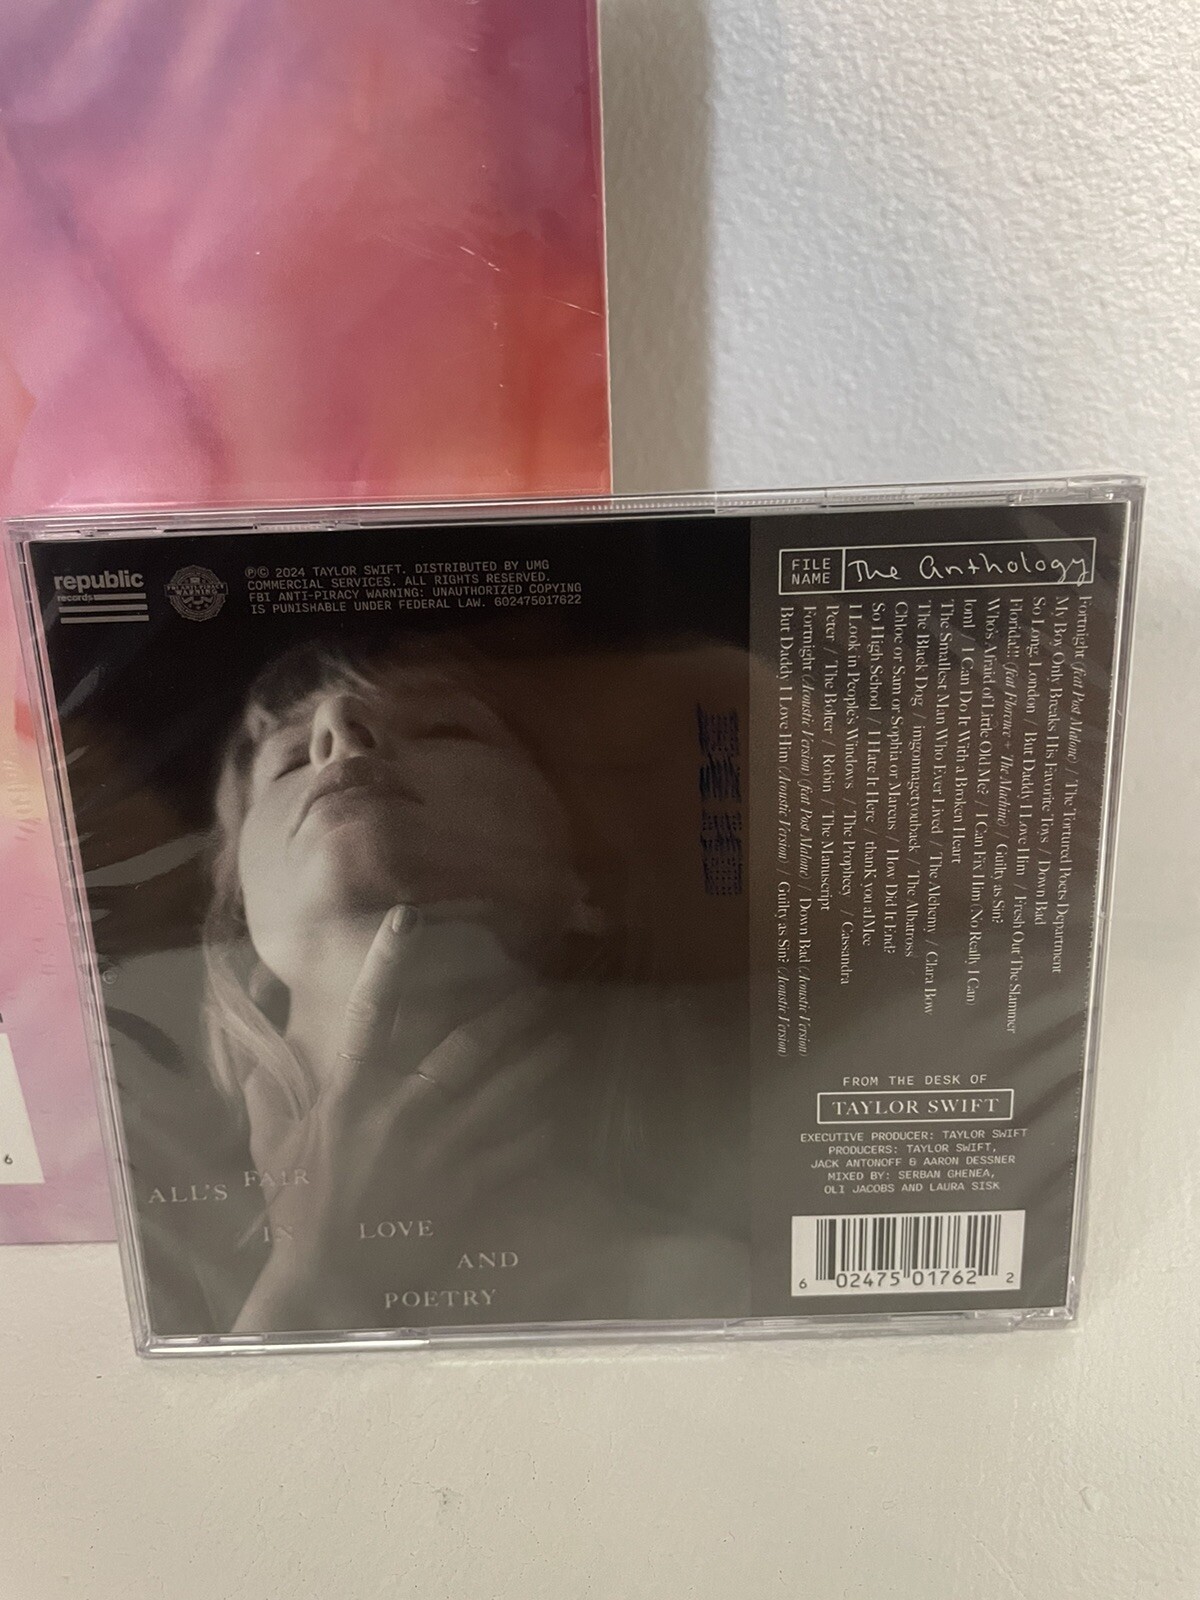 republic
records
℗© 2024 TAYLOR SWIFT. DISTRIBUTED BY UMG
COMMERCIAL SERVICES. ALL RIGHTS RESERVED.
FBI ANTI-PIRACY WARNING: UNAUTHORIZED COPYING
IS PUNISHABLE UNDER FEDERAL LAW. 602475017622
FILE
NAME
The Anthology
Fortnight (feat Post Malone) / The Tortured Poets Department
My Boy Only Breaks His Favorite Toys / Down Bad
So Long, London / But Daddy I Love Him / Fresh Out The Slammer
Florida!!! (feat Florence + The Machine) / Guilty as Sin?
Who's Afraid of Little Old Me? / I Can Fix Him (No Really I Can)
loml / I Can Do It With a Broken Heart
The Smallest Man Who Ever Lived / The Alchemy / Clara Bow
The Black Dog / imgonnagetyouback / The Albatross
Chloe or Sam or Sophia or Marcus / How Did It End?
So High School / I Hate It Here / thanK you aIMee
I Look in People's Windows / The Prophecy / Cassandra
Peter / The Bolter / Robin / The Manuscript
Fortnight (Acoustic Version) (feat Post Malone) / Down Bad (Acoustic Version)
But Daddy I Love Him (Acoustic Version) / Guilty as Sin? (Acoustic Version)
FROM THE DESK OF
TAYLOR SWIFT
EXECUTIVE PRODUCER: TAYLOR SWIFT
PRODUCERS: TAYLOR SWIFT,
JACK ANTONOFF & AARON DESSNER
MIXED BY: SERBAN GHENEA,
OLI JACOBS AND LAURA SISK
6 02475 01762 2
ALL'S FAIR
IN LOVE
AND
POETRY
6